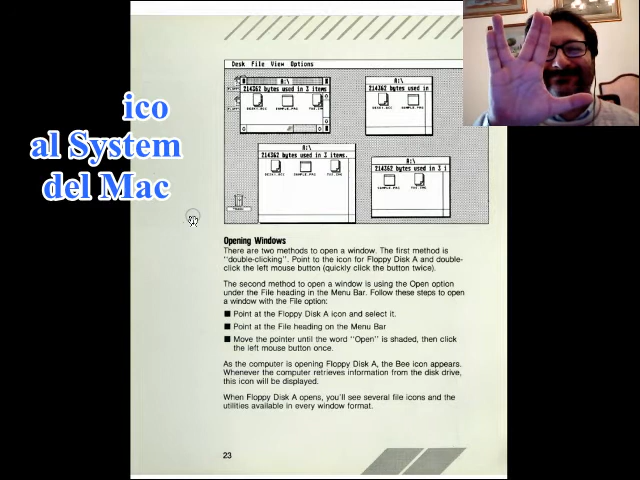 ico
al System
del Mac
Desk File View Options
A:\
214362 bytes used in 3 items
A:\
214362 bytes used in
A:\
214362 bytes used in 3 items.
A:\
214362 bytes used in 3 i
Opening Windows
There are two methods to open a window. The first method is
"double-clicking". Point to the icon for Floppy Disk A and double-
click the left mouse button (quickly click the button twice).
The second method to open a window is using the Open option
under the File heading in the Menu Bar. Follow these steps to open
a window with the File option:
■ Point at the Floppy Disk A icon and select it.
■ Point at the File heading on the Menu Bar
■ Move the pointer until the word "Open" is shaded, then click
the left mouse button once.
As the computer is opening Floppy Disk A, the Bee icon appears.
Whenever the computer retrieves information from the disk drive,
this icon will be displayed.
When Floppy Disk A opens, you'll see several file icons and the
utilities available in every window format.
23